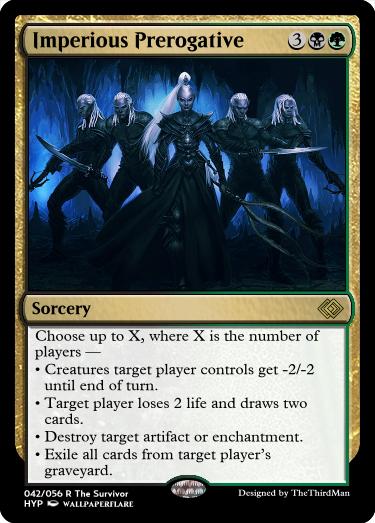 Imperious Prerogative 3
Sorcery
Choose up to X, where X is the number of
players —
• Creatures target player controls get -2/-2
until end of turn.
• Target player loses 2 life and draws two
cards.
• Destroy target artifact or enchantment.
• Exile all cards from target player's
graveyard.
042/056 R The Survivor
HYP WALLPAPERFLARE
Designed by TheThirdMan